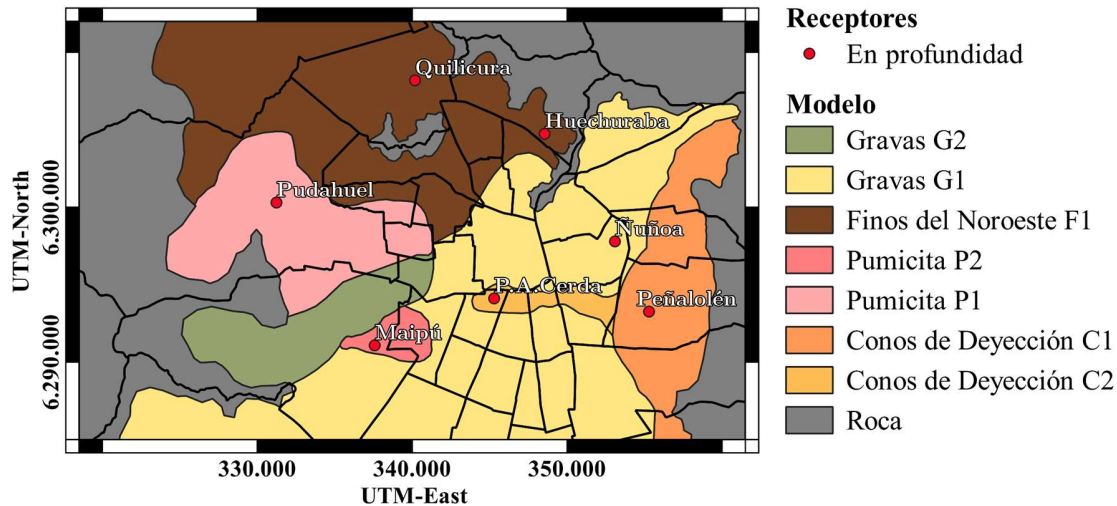 Quilicura
Huechuraba
Pudahuel
Ñuñoa
P.A.Cerda
Peñalolén
Maipú
UTM-North
6.300.000
6.290.000
330.000
340.000
350.000
UTM-East
Receptores
En profundidad
Modelo
Gravas G2
Gravas G1
Finos del Noroeste F1
Pumicita P2
Pumicita P1
Conos de Deyección C1
Conos de Deyección C2
Roca